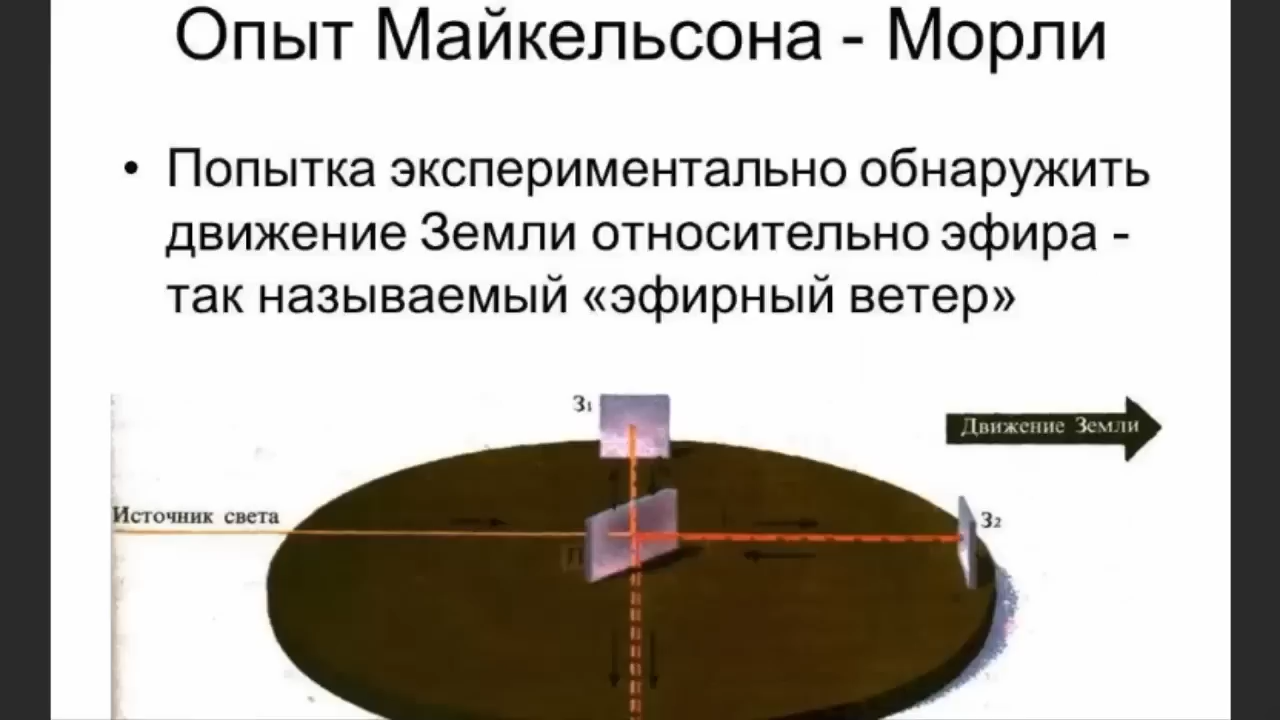 Опыт Майкельсона - Морли
• Попытка экспериментально обнаружить
движение Земли относительно эфира -
так называемый «эфирный ветер»
З₁
Движение Земли
Источник света
З₂